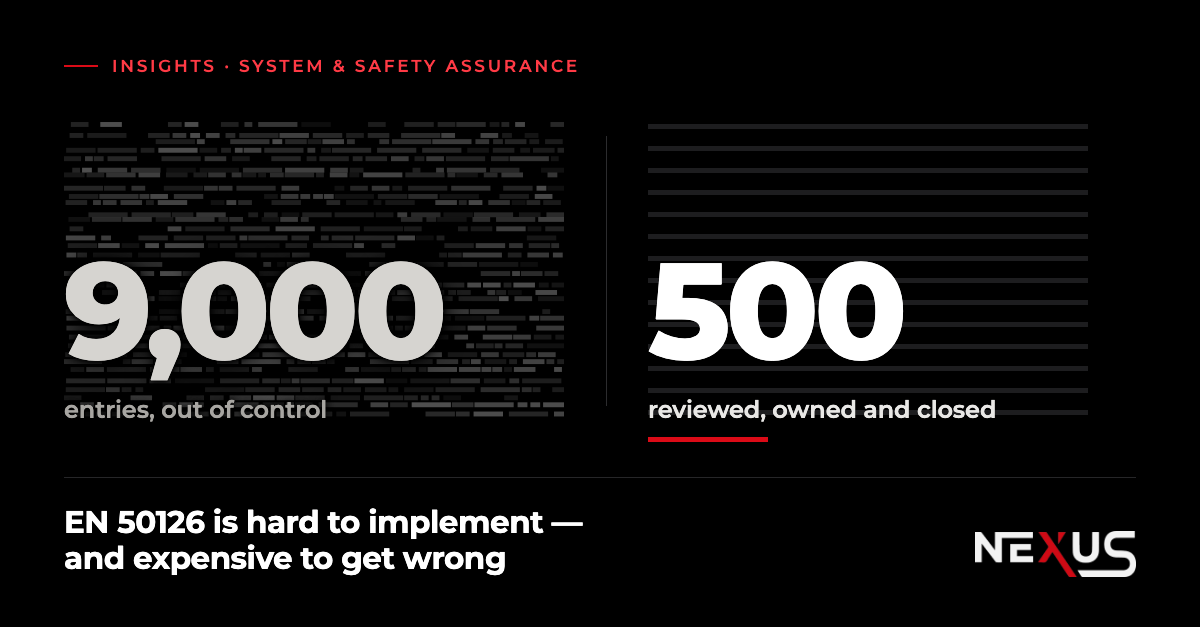 INSIGHTS · SYSTEM & SAFETY ASSURANCE
9,000
entries, out of control
500
reviewed, owned and closed
EN 50126 is hard to implement —
and expensive to get wrong
NEXUS